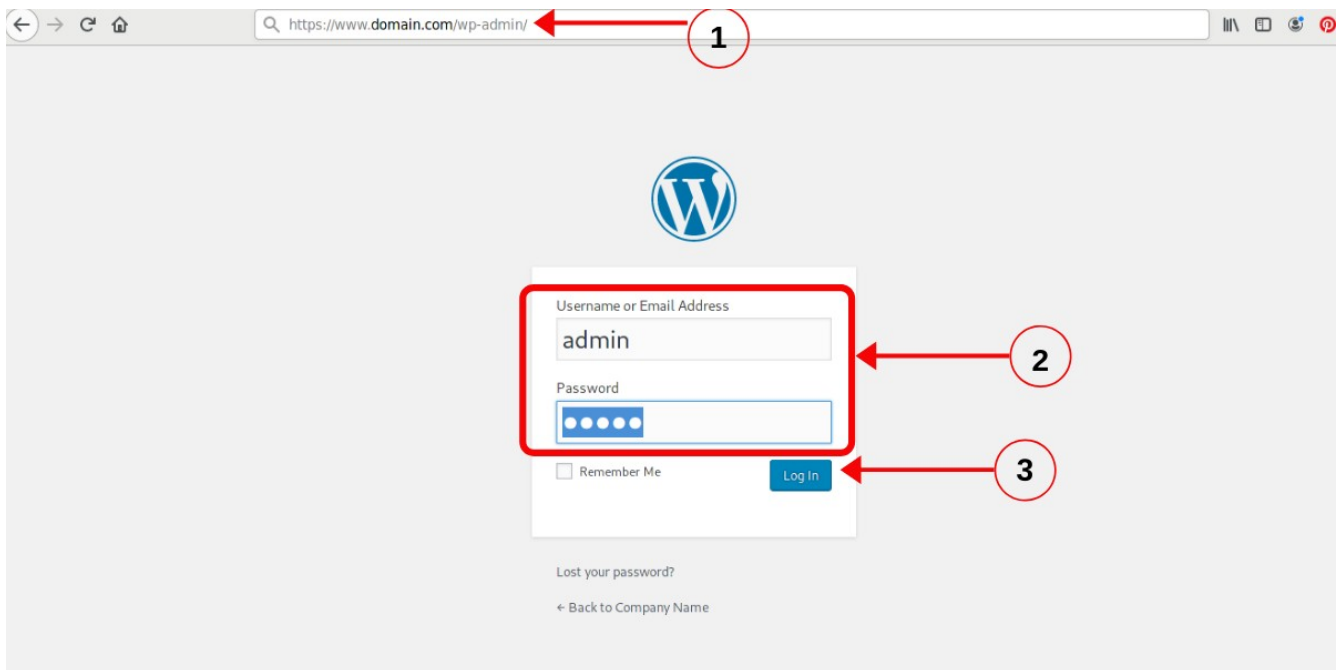 https://www.domain.com/wp-admin/
1
Username or Email Address
admin
2
Password
●●●●●
Remember Me
Log In
3
Lost your password?
← Back to Company Name